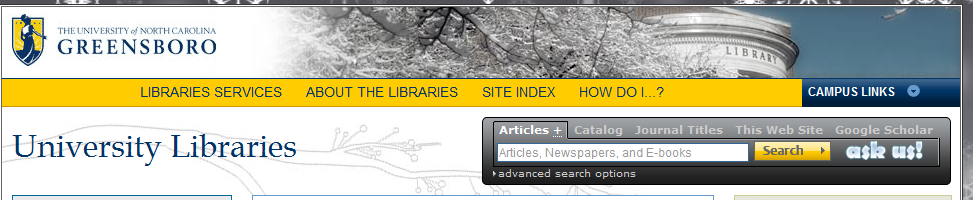 THE UNIVERSITY of NORTH CAROLINA
GREENSBORO
LIBRARY
LIBRARIES SERVICES ABOUT THE LIBRARIES SITE INDEX HOW DO I...? CAMPUS LINKS
University Libraries
Articles + Catalog Journal Titles This Web Site Google Scholar
Articles, Newspapers, and E-books Search ask us!
advanced search options